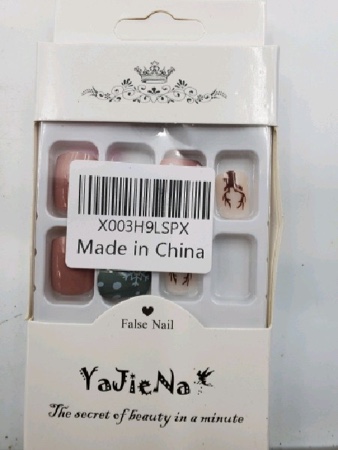 X003H9LSPX
Made in China
False Nail
YaJieNa
The secret of beauty in a minute